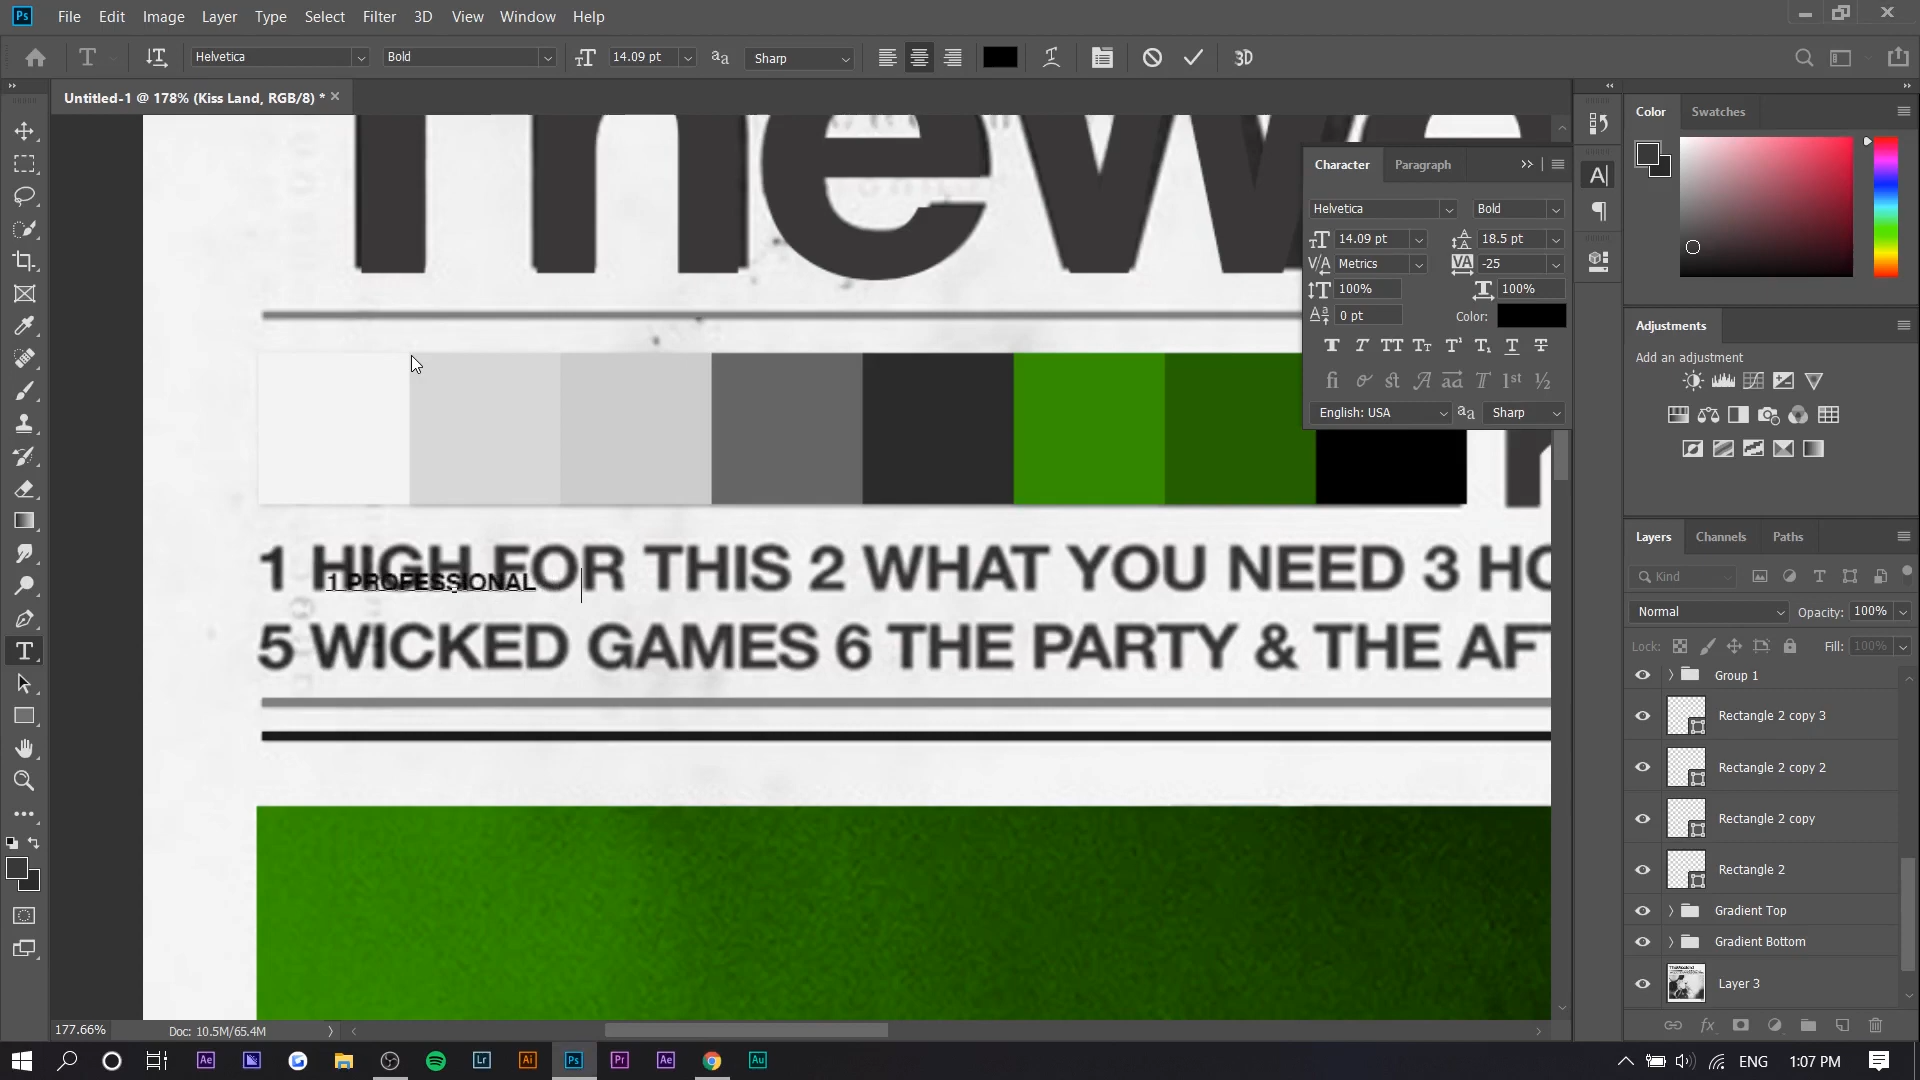 File Edit Image Layer Type Select Filter 3D View Window Help
Helvetica Bold 14.09 pt Sharp 3D
Untitled-1 @ 178% (Kiss Land, RGB/8) *
Color Swatches
Character Paragraph
Helvetica Bold
14.09 pt 18.5 pt
Metrics -25
100% 100%
0 pt Color:
English: USA Sharp
Adjustments
Add an adjustment
1 HIGH FOR THIS 2 WHAT YOU NEED 3 HO
1 PROFESSIONAL
5 WICKED GAMES 6 THE PARTY & THE AFT
Layers Channels Paths
Kind
Normal Opacity: 100%
Lock: Fill: 100%
Group 1
Rectangle 2 copy 3
Rectangle 2 copy 2
Rectangle 2 copy
Rectangle 2
Gradient Top
Gradient Bottom
Layer 3
177.66% Doc: 10.5M/65.4M
ENG 1:07 PM